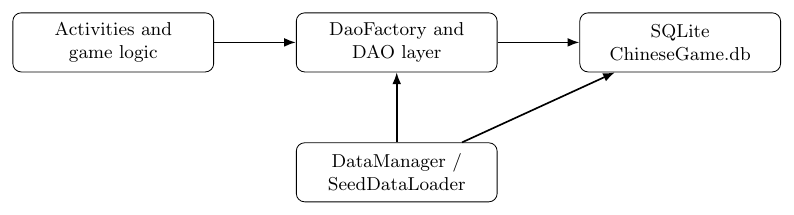 Activities and
game logic
DaoFactory and
DAO layer
SQLite
ChineseGame.db
DataManager /
SeedDataLoader